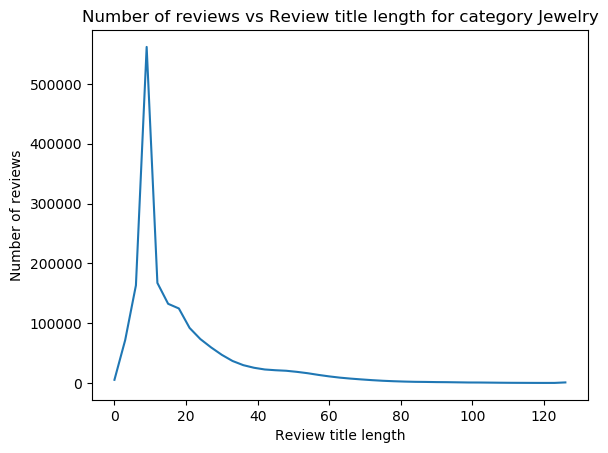 Number of reviews vs Review title length for category Jewelry
500000
400000
300000
200000
100000
0
Number of reviews
0 20 40 60 80 100 120
Review title length